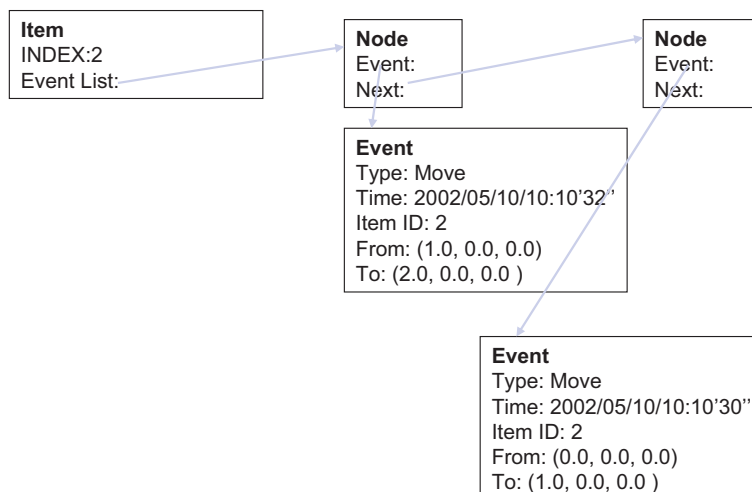 Item
INDEX:2
Event List:
Node
Event:
Next:
Node
Event:
Next:
Event
Type: Move
Time: 2002/05/10/10:10’32’’
Item ID: 2
From: (1.0, 0.0, 0.0)
To: (2.0, 0.0, 0.0 )
Event
Type: Move
Time: 2002/05/10/10:10’30’’
Item ID: 2
From: (0.0, 0.0, 0.0)
To: (1.0, 0.0, 0.0 )